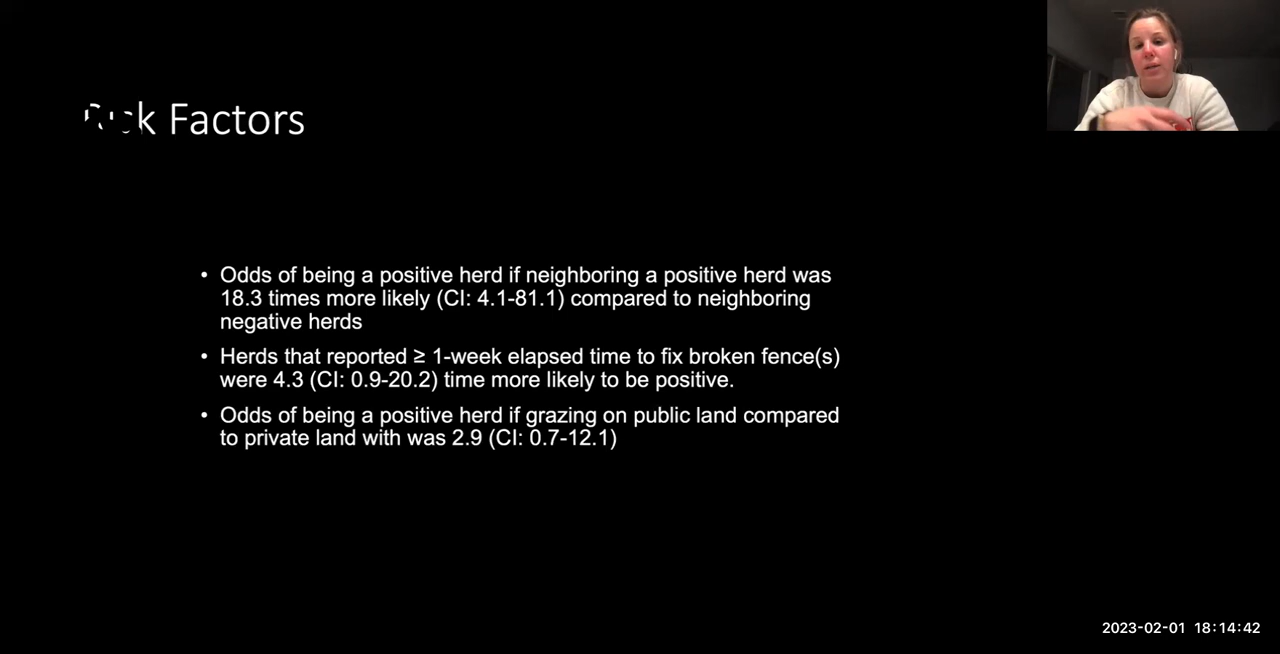 Risk Factors
• Odds of being a positive herd if neighboring a positive herd was
18.3 times more likely (CI: 4.1-81.1) compared to neighboring
negative herds
• Herds that reported ≥ 1-week elapsed time to fix broken fence(s)
were 4.3 (CI: 0.9-20.2) time more likely to be positive.
• Odds of being a positive herd if grazing on public land compared
to private land with was 2.9 (CI: 0.7-12.1)
2023-02-01 18:14:42